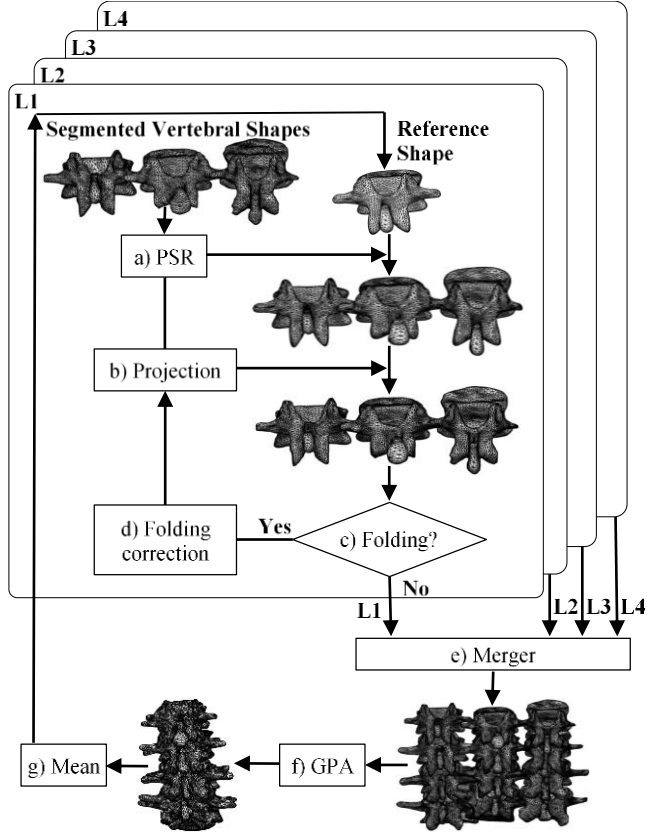 L4
L3
L2
L1
Segmented Vertebral Shapes
Reference
Shape
a) PSR
b) Projection
d) Folding
correction
Yes
c) Folding?
No
L1
L2
L3
L4
e) Merger
g) Mean
f) GPA